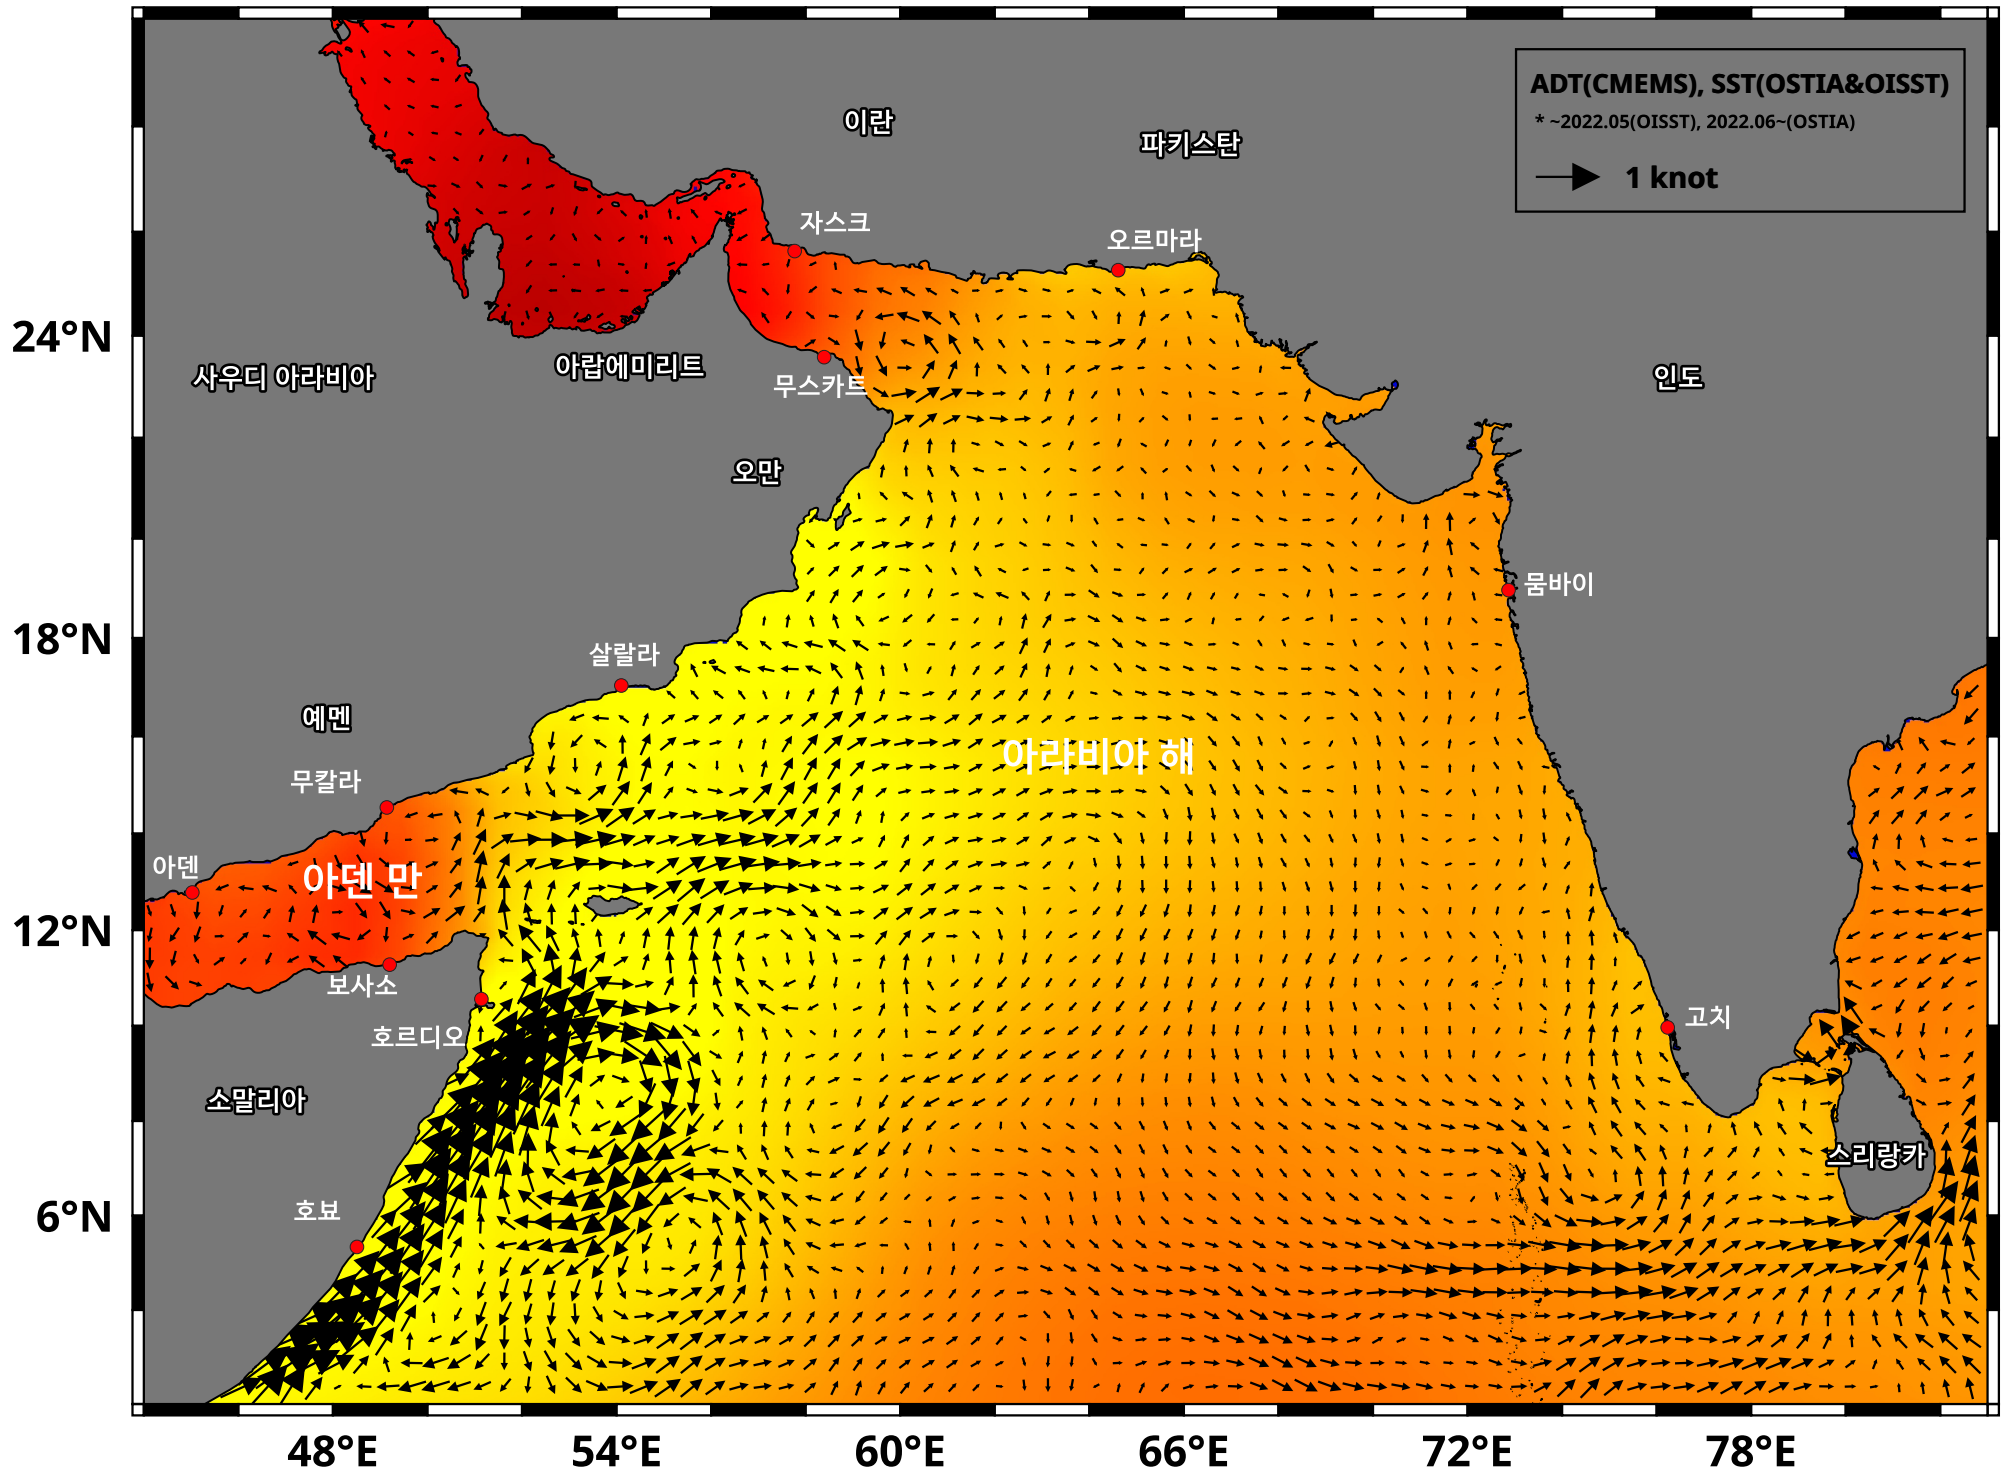 ADT(CMEMS), SST(OSTIA&OISST)
* ~2022.05(OISST), 2022.06~(OSTIA)
1 knot
이란
파키스탄
자스크
오르마라
24°N
사우디 아라비아
아랍에미리트
무스카트
인도
오만
뭄바이
18°N
살랄라
예멘
아라비아 해
무칼라
아덴
아덴 만
12°N
보사소
호르디오
고치
소말리아
스리랑카
호뵤
6°N
48°E
54°E
60°E
66°E
72°E
78°E